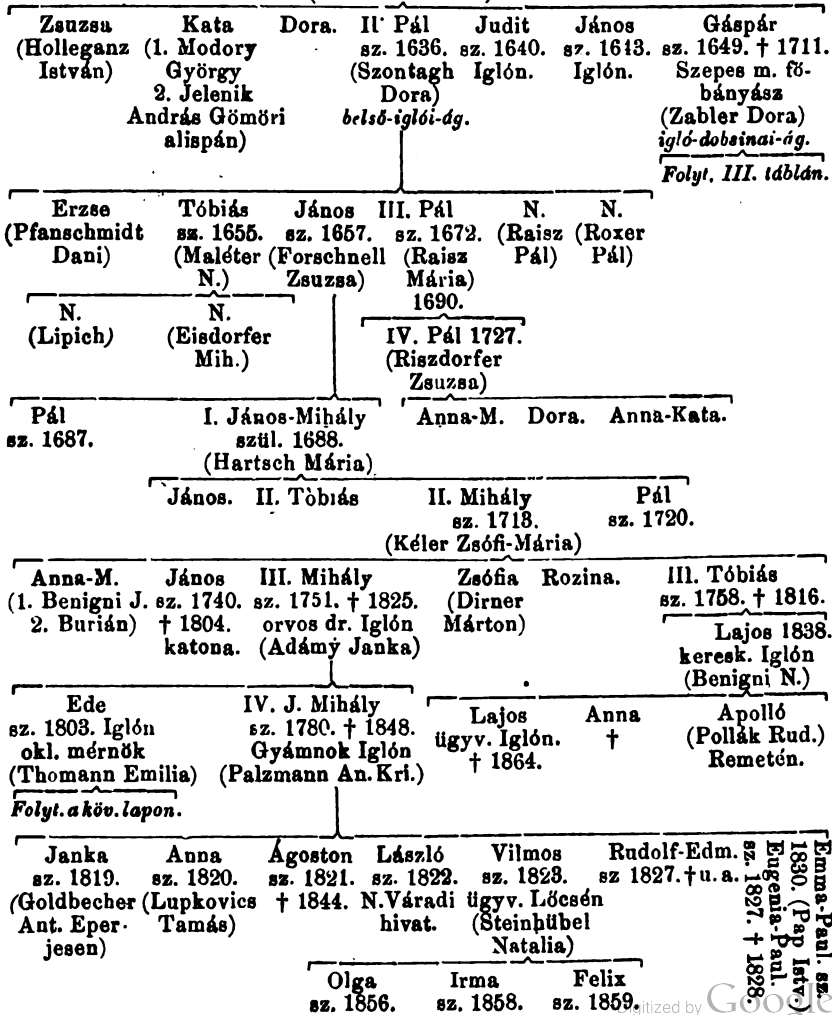 Zsuzsa
(Holleganz
István)
Kata
(1. Modory
György
2. Jelenik
András Gömöri
alispán)
Dora.
II. Pál
sz. 1636.
(Szontagh
Dora)
belső-iglói-ág.
Judit
sz. 1640.
Iglón.
János
sz. 1643.
Iglón.
Gáspár
sz. 1649. † 1711.
Szepes m. fő-
bányász
(Zabler Dora)
igló-dobsinai-ág.
Folyt. III. táblán.
Erzse
(Pfanschmidt
Dani)
Tóbiás
sz. 1655.
(Maléter
N.)
János
sz. 1657.
(Forschnell
Zsuzsa)
III. Pál
sz. 1672.
(Raisz
Mária)
1690.
N.
(Raisz
Pál)
N.
(Roxer
Pál)
N.
(Lipich)
N.
(Eisdorfer
Mih.)
IV. Pál 1727.
(Riszdorfer
Zsuzsa)
Pál
sz. 1687.
I. János-Mihály
szül. 1688.
(Hartsch Mária)
Anna-M.
Dora.
Anna-Kata.
János.
II. Tóbiás
II. Mihály
sz. 1713.
(Kéler Zsófi-Mária)
Pál
sz. 1720.
Anna-M.
(1. Benigni J.
2. Burián)
János
sz. 1740.
† 1804.
katona.
III. Mihály
sz. 1751. † 1825.
orvos dr. Iglón
(Adámy Janka)
Zsófia
(Dirner
Márton)
Rozina.
III. Tóbiás
sz. 1758. † 1816.
Lajos 1838.
keresk. Iglón
(Benigni N.)
Ede
sz. 1803. Iglón
okl. mérnök
(Thomann Emilia)
Folyt. a köv. lapon.
IV. J. Mihály
sz. 1780. † 1848.
Gyámnok Iglón
(Palzmann An. Kri.)
Lajos
ügyv. Iglón.
† 1864.
Anna
†
Apolló
(Pollák Rud.)
Remetén.
Janka
sz. 1819.
(Goldbecher
Ant. Eper-
jesen)
Anna
sz. 1820.
(Lupkovics
Tamás)
Ágoston
sz. 1821.
† 1844.
László
sz. 1822.
N.Váradi
hivat.
Vilmos
sz. 1823.
ügyv. Lőcsén
(Steinhübel
Natalia)
Rudolf-Edm.
sz 1827. † u. a.
Eugenia-Paul.
sz. 1827. † 1828.
Emma-Paul. sz.
1830. (Pap Istv.)
Olga
sz. 1856.
Irma
sz. 1858.
Felix
sz. 1859.
Digitized by Google